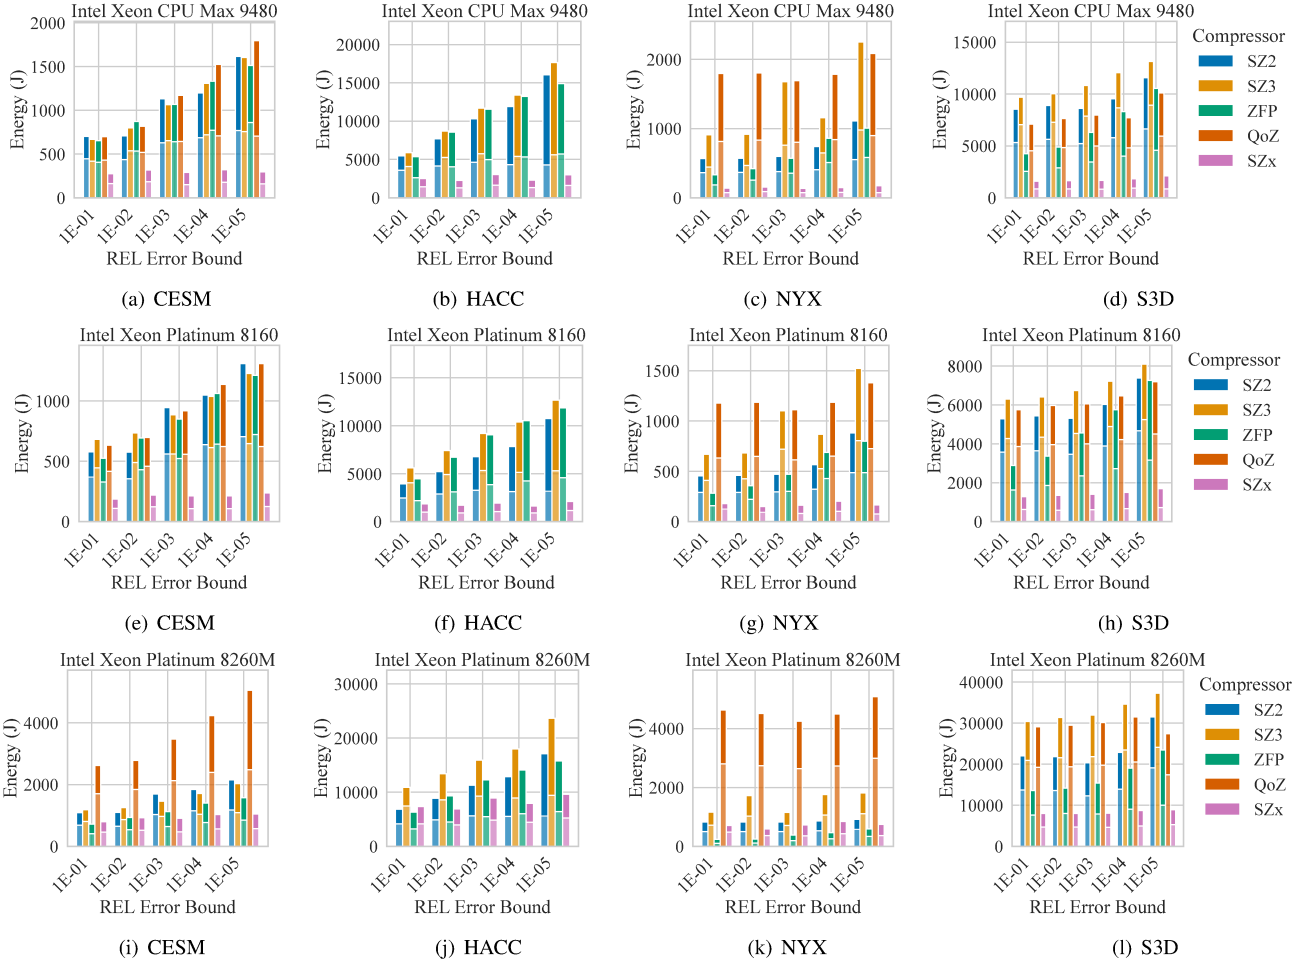 Intel Xeon CPU Max 9480
Energy (J)
2000
1500
1000
500
0
1E-01
1E-02
1E-03
1E-04
1E-05
REL Error Bound
(a) CESM
Intel Xeon CPU Max 9480
Energy (J)
20000
15000
10000
5000
0
1E-01
1E-02
1E-03
1E-04
1E-05
REL Error Bound
(b) HACC
Intel Xeon CPU Max 9480
Energy (J)
2000
1000
0
1E-01
1E-02
1E-03
1E-04
1E-05
REL Error Bound
(c) NYX
Intel Xeon CPU Max 9480
Energy (J)
15000
10000
5000
0
1E-01
1E-02
1E-03
1E-04
1E-05
REL Error Bound
(d) S3D
Compressor
SZ2
SZ3
ZFP
QoZ
SZx
Intel Xeon Platinum 8160
Energy (J)
1000
500
0
1E-01
1E-02
1E-03
1E-04
1E-05
REL Error Bound
(e) CESM
Intel Xeon Platinum 8160
Energy (J)
15000
10000
5000
0
1E-01
1E-02
1E-03
1E-04
1E-05
REL Error Bound
(f) HACC
Intel Xeon Platinum 8160
Energy (J)
1500
1000
500
0
1E-01
1E-02
1E-03
1E-04
1E-05
REL Error Bound
(g) NYX
Intel Xeon Platinum 8160
Energy (J)
8000
6000
4000
2000
0
1E-01
1E-02
1E-03
1E-04
1E-05
REL Error Bound
(h) S3D
Compressor
SZ2
SZ3
ZFP
QoZ
SZx
Intel Xeon Platinum 8260M
Energy (J)
4000
2000
0
1E-01
1E-02
1E-03
1E-04
1E-05
REL Error Bound
(i) CESM
Intel Xeon Platinum 8260M
Energy (J)
30000
20000
10000
0
1E-01
1E-02
1E-03
1E-04
1E-05
REL Error Bound
(j) HACC
Intel Xeon Platinum 8260M
Energy (J)
4000
2000
0
1E-01
1E-02
1E-03
1E-04
1E-05
REL Error Bound
(k) NYX
Intel Xeon Platinum 8260M
Energy (J)
40000
30000
20000
10000
0
1E-01
1E-02
1E-03
1E-04
1E-05
REL Error Bound
(l) S3D
Compressor
SZ2
SZ3
ZFP
QoZ
SZx